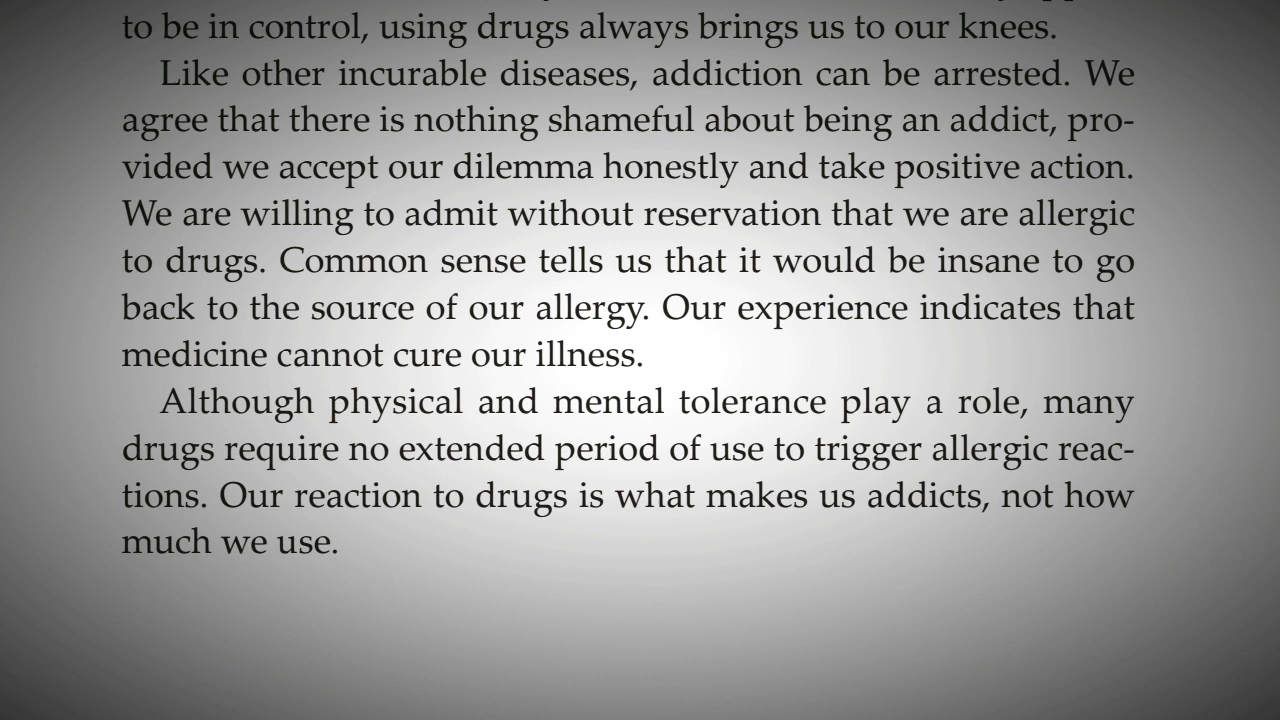 to be in control, using drugs always brings us to our knees.
Like other incurable diseases, addiction can be arrested. We
agree that there is nothing shameful about being an addict, pro-
vided we accept our dilemma honestly and take positive action.
We are willing to admit without reservation that we are allergic
to drugs. Common sense tells us that it would be insane to go
back to the source of our allergy. Our experience indicates that
medicine cannot cure our illness.
Although physical and mental tolerance play a role, many
drugs require no extended period of use to trigger allergic reac-
tions. Our reaction to drugs is what makes us addicts, not how
much we use.